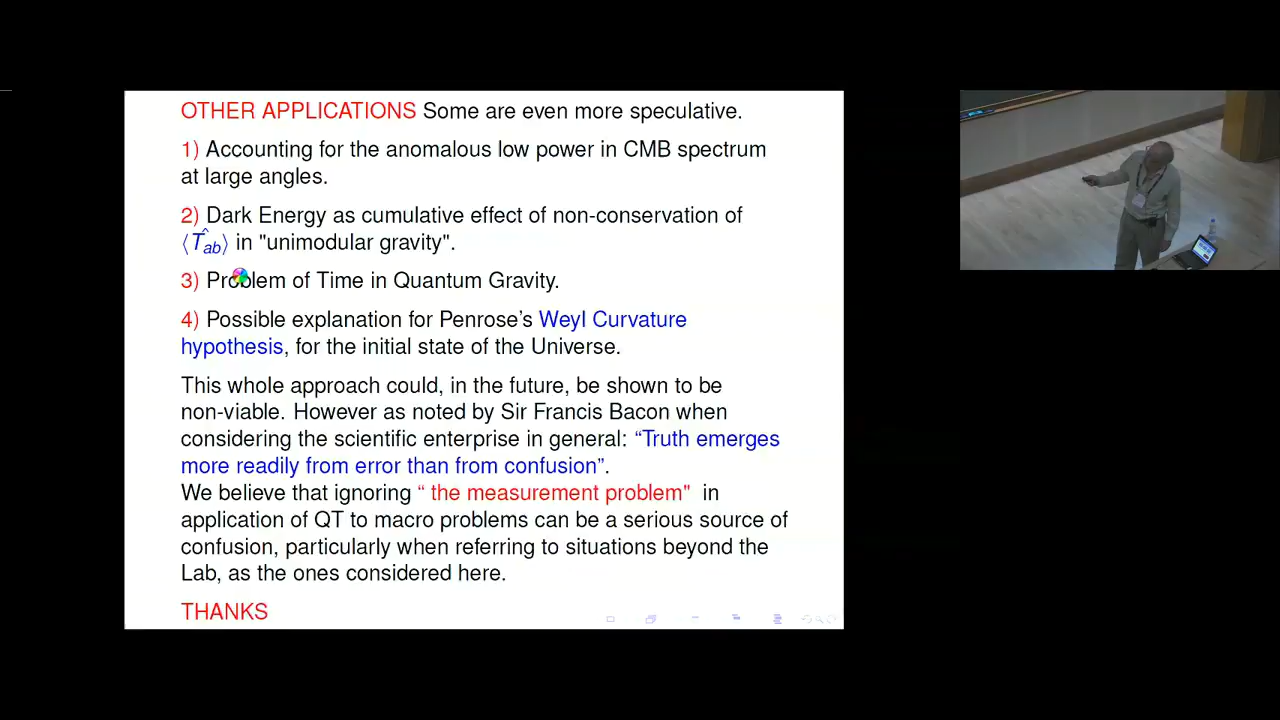 OTHER APPLICATIONS Some are even more speculative.
1) Accounting for the anomalous low power in CMB spectrum
at large angles.
2) Dark Energy as cumulative effect of non-conservation of
⟨T̂ab⟩ in "unimodular gravity".
3) Problem of Time in Quantum Gravity.
4) Possible explanation for Penrose's Weyl Curvature
hypothesis, for the initial state of the Universe.
This whole approach could, in the future, be shown to be
non-viable. However as noted by Sir Francis Bacon when
considering the scientific enterprise in general: “Truth emerges
more readily from error than from confusion”.
We believe that ignoring “ the measurement problem" in
application of QT to macro problems can be a serious source of
confusion, particularly when referring to situations beyond the
Lab, as the ones considered here.
THANKS